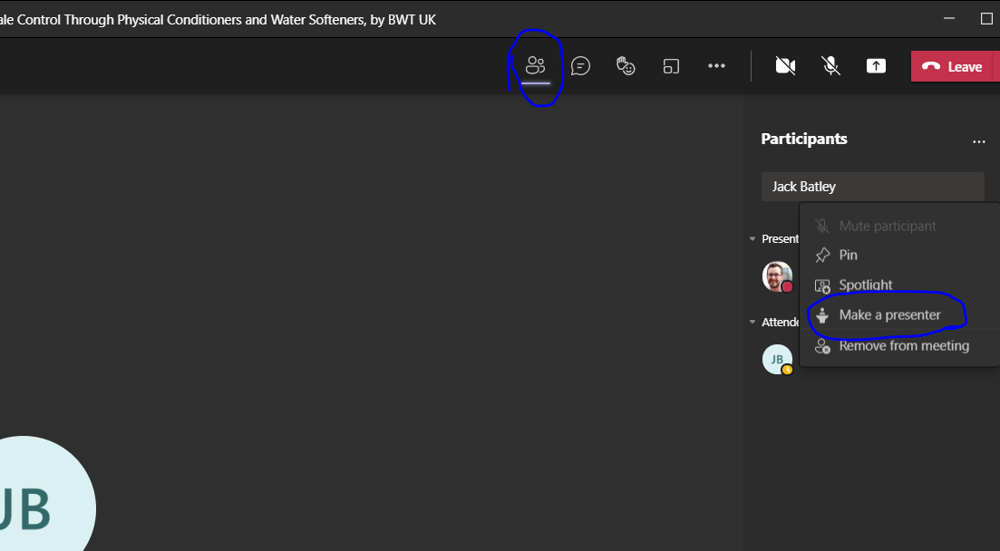 ale Control Through Physical Conditioners and Water Softeners, by BWT UK
Leave
Participants
Jack Batley
Mute participant
Present
Pin
Spotlight
Make a presenter
Attende
Remove from meeting
JB
JB